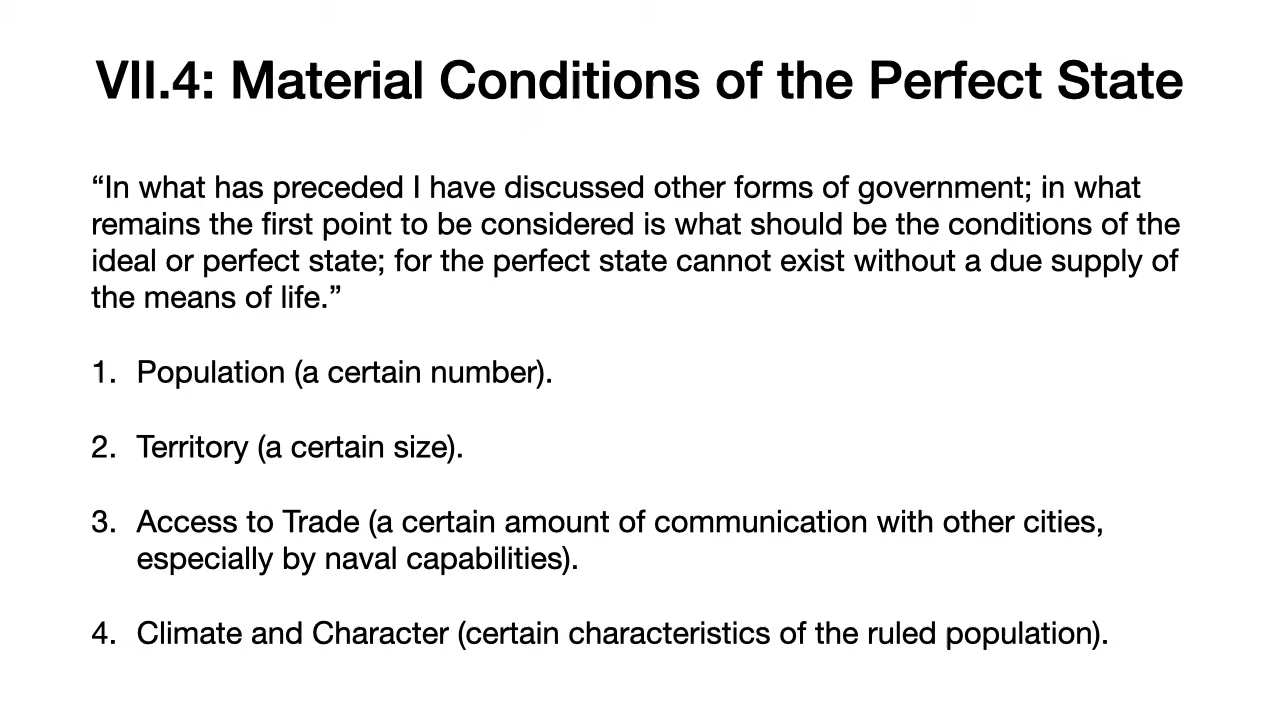 VII.4: Material Conditions of the Perfect State
“In what has preceded I have discussed other forms of government; in what
remains the first point to be considered is what should be the conditions of the
ideal or perfect state; for the perfect state cannot exist without a due supply of
the means of life.”
1. Population (a certain number).
2. Territory (a certain size).
3. Access to Trade (a certain amount of communication with other cities,
especially by naval capabilities).
4. Climate and Character (certain characteristics of the ruled population).